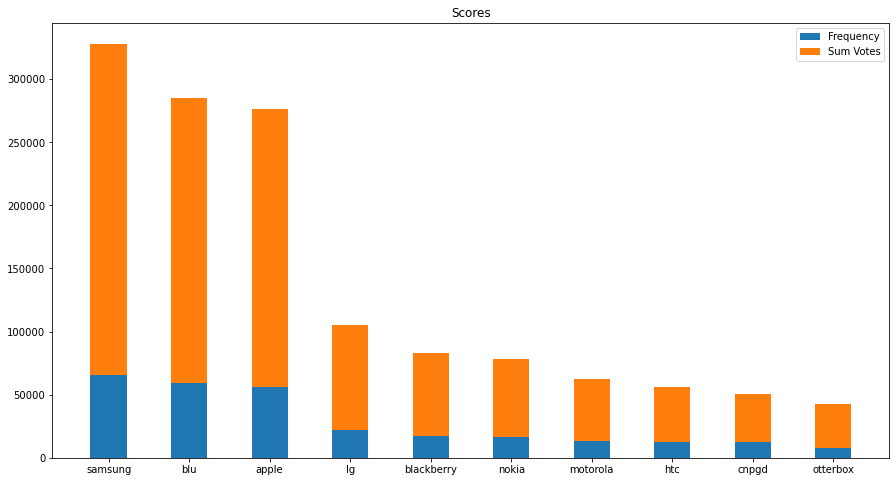 Scores
Frequency
Sum Votes
300000
250000
200000
150000
100000
50000
0
samsung blu apple lg blackberry nokia motorola htc cnpgd otterbox